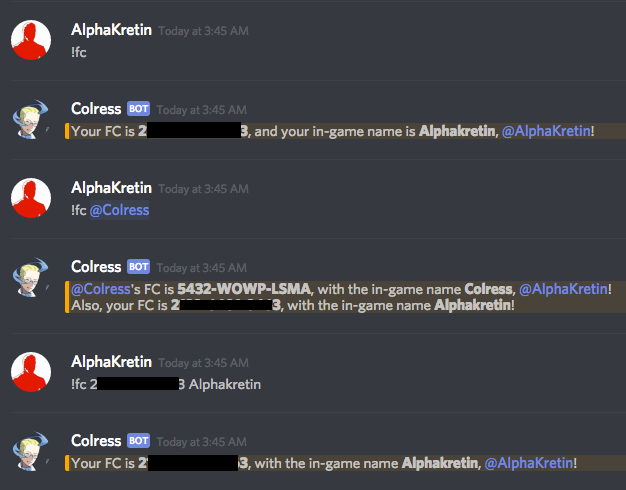 AlphaKretin Today at 3:45 AM
!fc
Colress BOT Today at 3:45 AM
Your FC is 2 3, and your in-game name is Alphakretin, @AlphaKretin!
AlphaKretin Today at 3:45 AM
!fc @Colress
Colress BOT Today at 3:45 AM
@Colress's FC is 5432-WOWP-LSMA, with the in-game name Colress, @AlphaKretin!
Also, your FC is 2 3, with the in-game name Alphakretin!
AlphaKretin Today at 3:45 AM
!fc 2 3 Alphakretin
Colress BOT Today at 3:45 AM
Your FC is 2 3, with the in-game name Alphakretin, @AlphaKretin!